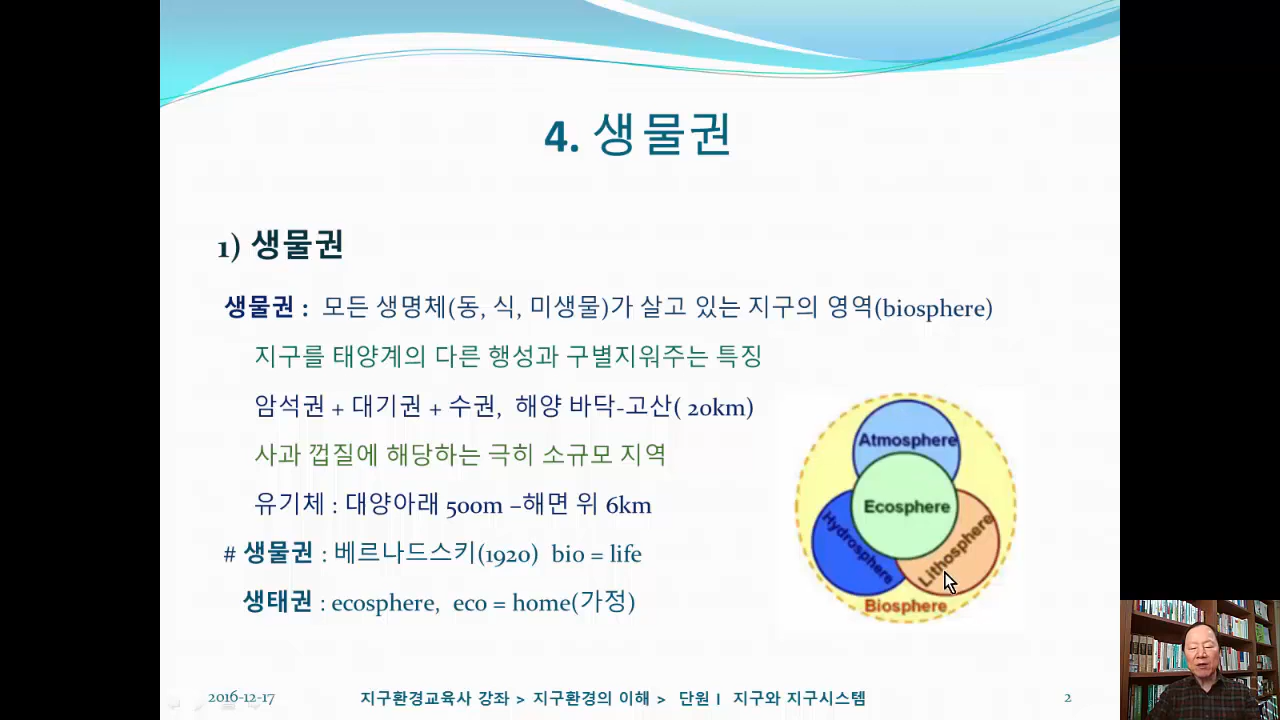 4. 생물권
1) 생물권
생물권 : 모든 생명체(동, 식, 미생물)가 살고 있는 지구의 영역(biosphere)
지구를 태양계의 다른 행성과 구별지워주는 특징
암석권 + 대기권 + 수권, 해양 바닥-고산( 20km)
사과 껍질에 해당하는 극히 소규모 지역
유기체 : 대양아래 500m –해면 위 6km
# 생물권 : 베르나드스키(1920) bio = life
생태권 : ecosphere, eco = home(가정)
Atmosphere
Ecosphere
Hydrosphere
Lithosphere
Biosphere
2016-12-17
지구환경교육사 강좌 > 지구환경의 이해 > 단원 I 지구와 지구시스템
2